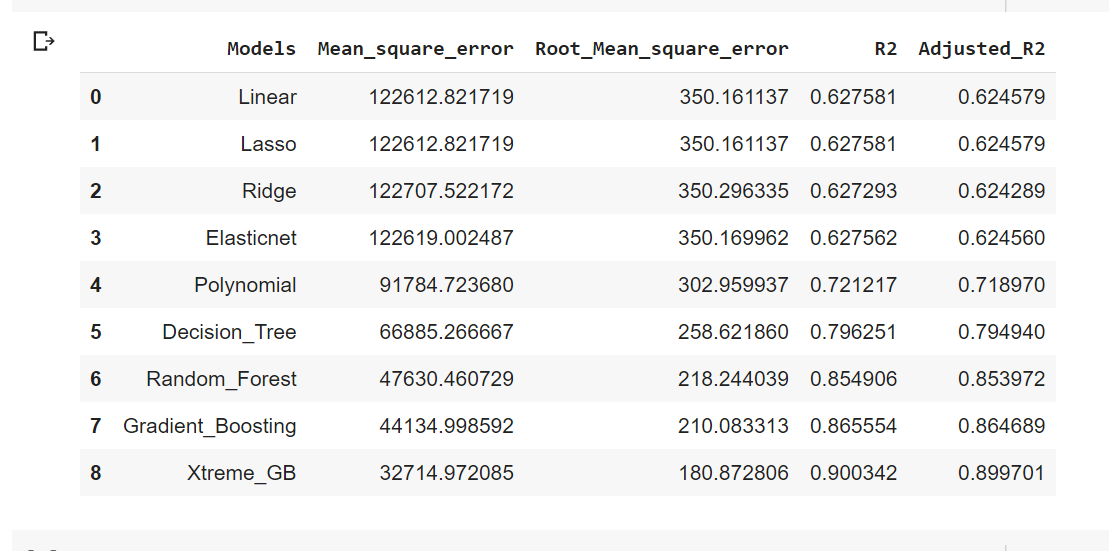 Models Mean_square_error Root_Mean_square_error R2 Adjusted_R2
0 Linear 122612.821719 350.161137 0.627581 0.624579
1 Lasso 122612.821719 350.161137 0.627581 0.624579
2 Ridge 122707.522172 350.296335 0.627293 0.624289
3 Elasticnet 122619.002487 350.169962 0.627562 0.624560
4 Polynomial 91784.723680 302.959937 0.721217 0.718970
5 Decision_Tree 66885.266667 258.621860 0.796251 0.794940
6 Random_Forest 47630.460729 218.244039 0.854906 0.853972
7 Gradient_Boosting 44134.998592 210.083313 0.865554 0.864689
8 Xtreme_GB 32714.972085 180.872806 0.900342 0.899701